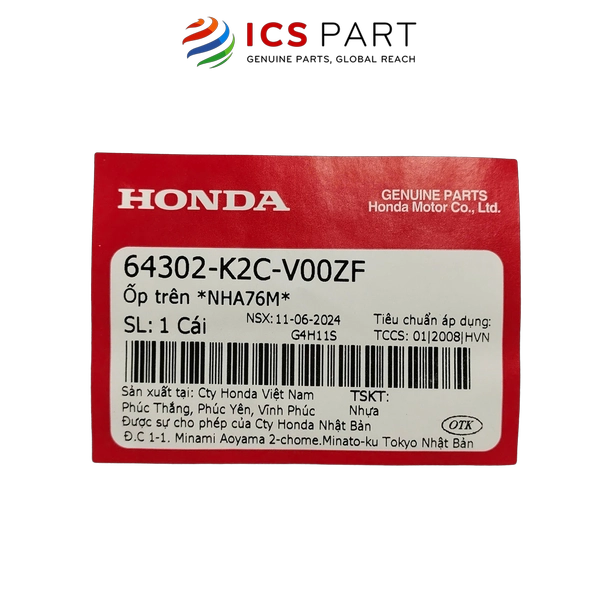 ICS PART
GENUINE PARTS, GLOBAL REACH
HONDA
GENUINE PARTS
Honda Motor Co., Ltd.
64302-K2C-V00ZF
Ốp trên *NHA76M*
SL: 1 Cái
NSX: 11-06-2024
G4H11S
Tiêu chuẩn áp dụng:
TCCS: 01|2008|HVN
Sản xuất tại: Cty Honda Việt Nam
Phúc Thắng, Phúc Yên, Vĩnh Phúc
TSKT:
Nhựa
Được sự cho phép của Cty Honda Nhật Bản
Đ.C 1-1. Minami Aoyama 2-chome.Minato-ku Tokyo Nhật Bản
OTK